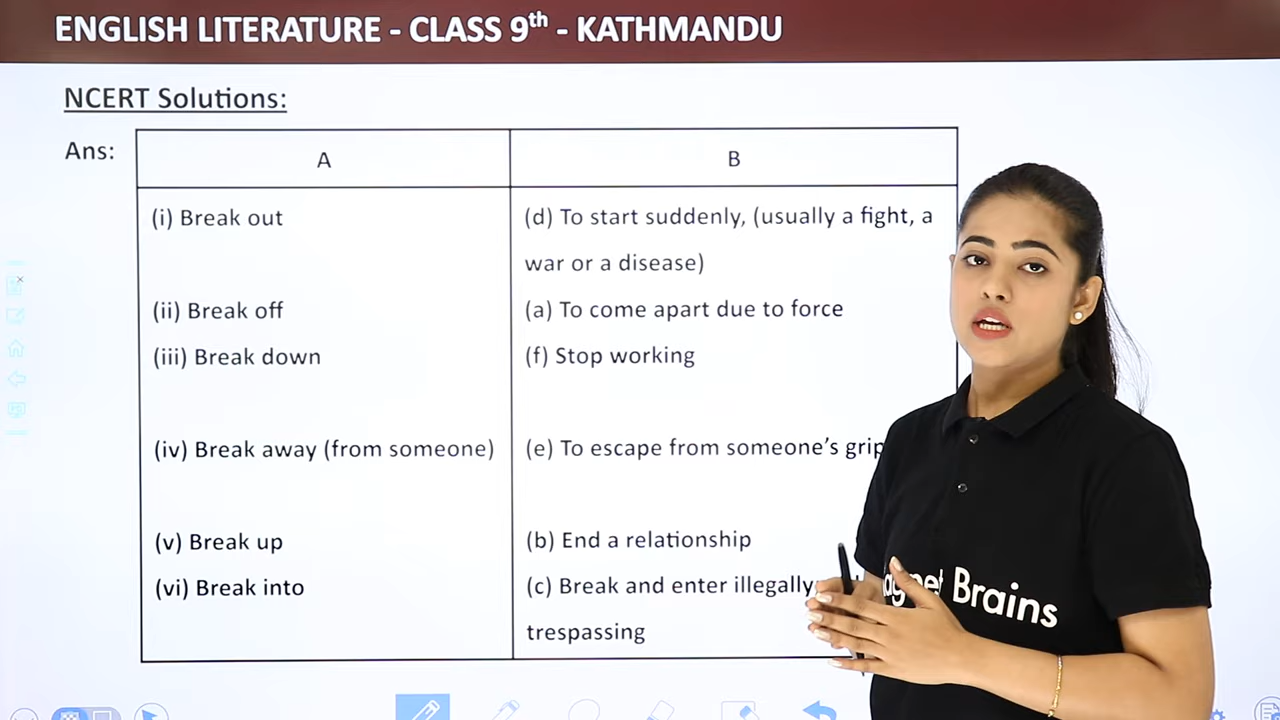 ENGLISH LITERATURE - CLASS 9th - KATHMANDU
NCERT Solutions:
Ans:
A
B
(i) Break out
(d) To start suddenly, (usually a fight, a
war or a disease)
(ii) Break off
(a) To come apart due to force
(iii) Break down
(f) Stop working
(iv) Break away (from someone)
(e) To escape from someone's grip
(v) Break up
(b) End a relationship
(vi) Break into
(c) Break and enter illegally
trespassing
Brains